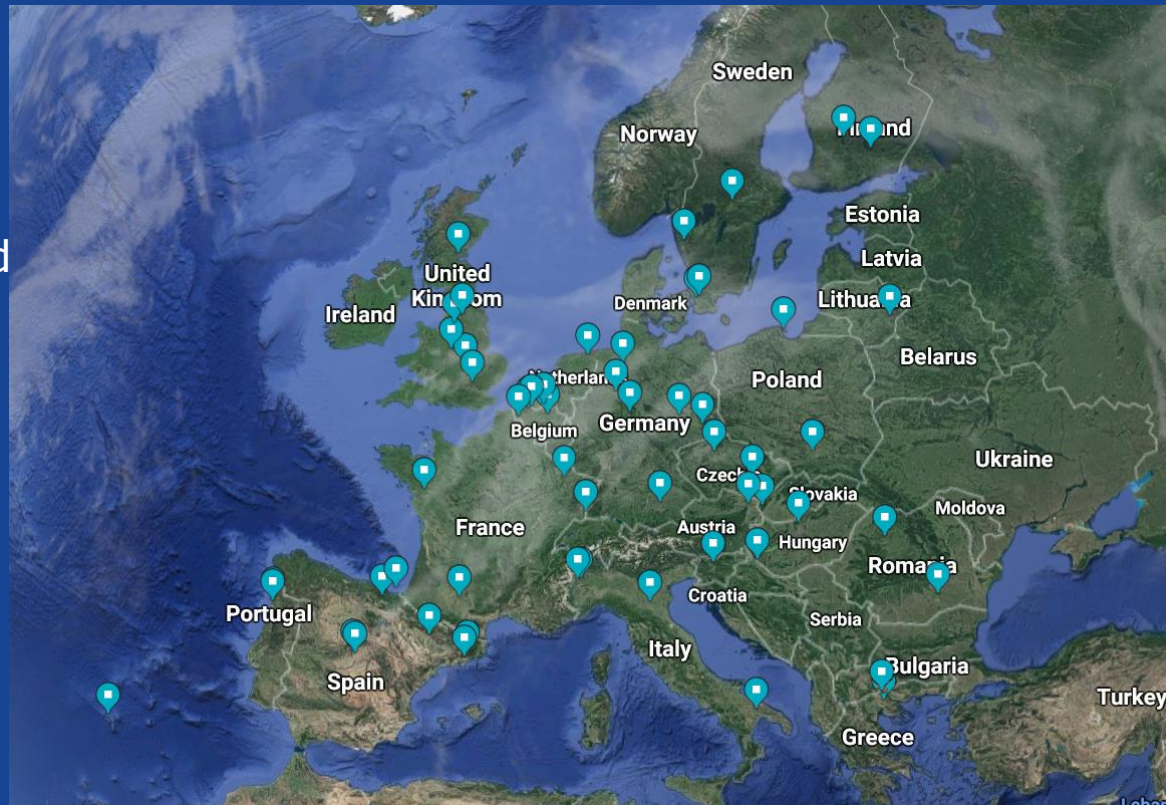 Sweden
Norway
Finland
Estonia
Latvia
United
Kingdom
Denmark
Lithuania
Ireland
Belarus
Netherlands
Poland
Germany
Belgium
Ukraine
Czechia
Slovakia
Moldova
France
Austria
Hungary
Romania
Croatia
Portugal
Serbia
Italy
Bulgaria
Spain
Turkey
Greece